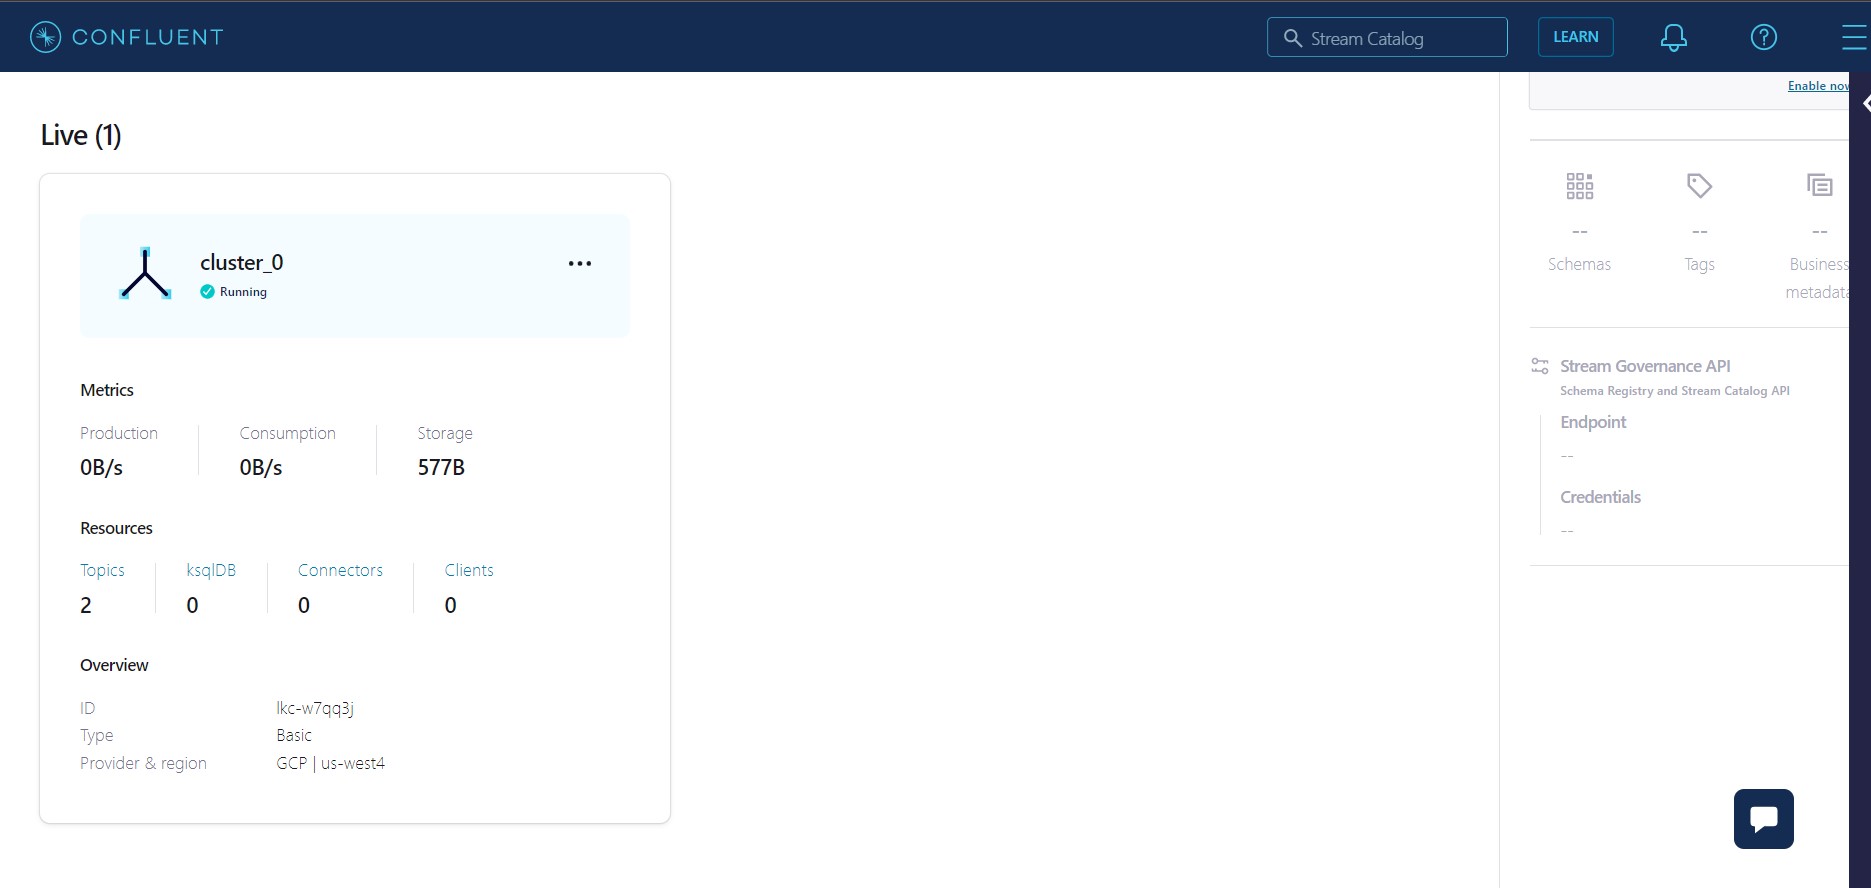 CONFLUENT
Stream Catalog
LEARN
Enable now
Live (1)
cluster_0
Running
Metrics
Production Consumption Storage
0B/s 0B/s 577B
Resources
Topics ksqlDB Connectors Clients
2 0 0 0
Overview
ID lkc-w7qq3j
Type Basic
Provider & region GCP | us-west4
-- -- --
Schemas Tags Business
metadata
Stream Governance API
Schema Registry and Stream Catalog API
Endpoint
--
Credentials
--